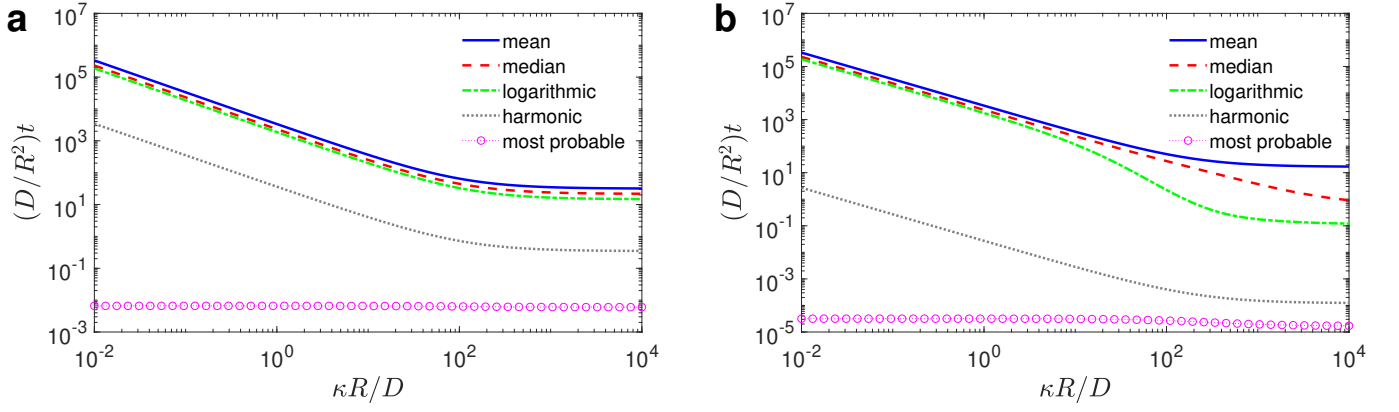 a
10^7
10^5
10^3
10^1
10^-1
10^-3
(D/R^2)t
mean
median
logarithmic
harmonic
most probable
10^-2
10^0
10^2
10^4
κR/D
b
10^7
10^5
10^3
10^1
10^-1
10^-3
10^-5
(D/R^2)t
mean
median
logarithmic
harmonic
most probable
10^-2
10^0
10^2
10^4
κR/D